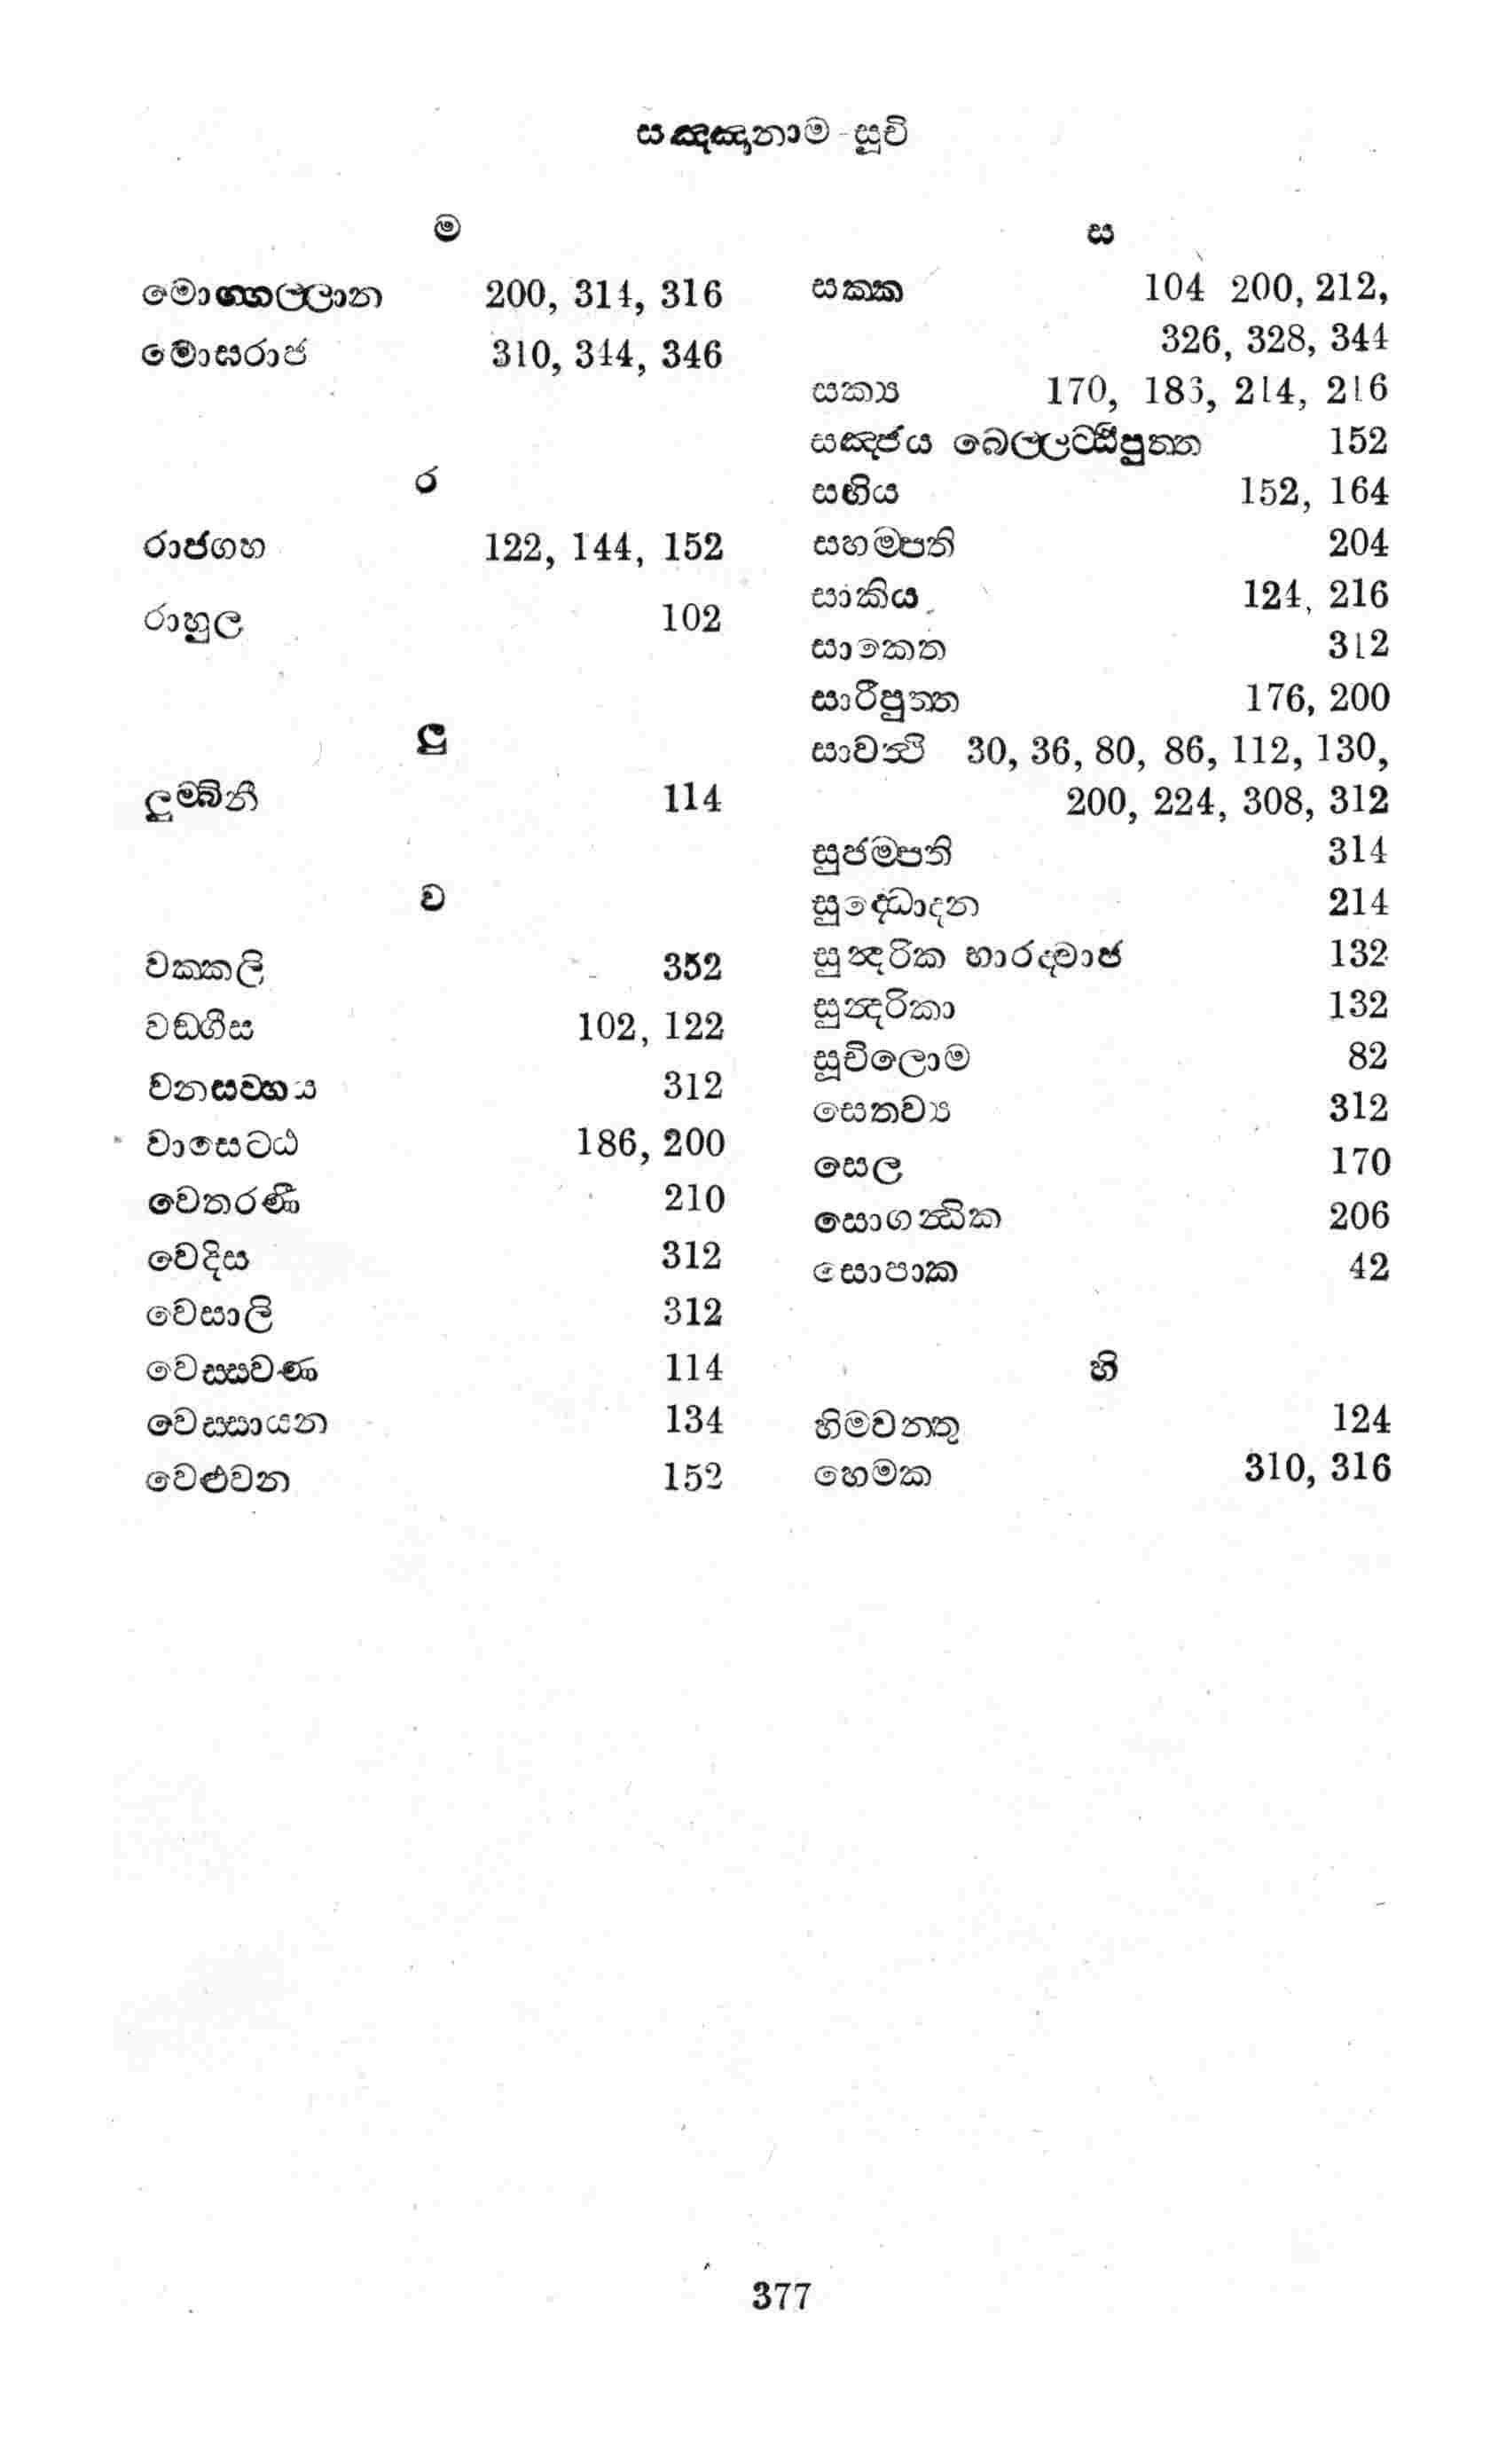 සඤ්ඤානාම - සූචි
ම
මොග්ගල්ලාන 200, 314, 316
මොඝරාජ 310, 344, 346
ර
රාජගහ 122, 144, 152
රාහුල 102
ලු
ලුම්බිනී 114
ව
වක්කලි 352
වඞ්ගීස 102, 122
වනසව්හය 312
වාසෙට්ඨ 186, 200
වෙතරණී 210
වෙදිස 312
වෙසාලි 312
වෙස්සවණ 114
වෙස්සායන 134
වෙළුවන 152
ස
සක්ක 104 200, 212,
326, 328, 344
සක්‍ය 170, 183, 214, 216
සඤ්ජය බෙල්ලට්ඨිපුත්ත 152
සභිය 152, 164
සහම්පති 204
සාකිය 124, 216
සාකෙත 312
සාරිපුත්ත 176, 200
සාවත්ථි 30, 36, 80, 86, 112, 130,
200, 224, 308, 312
සුජම්පති 314
සුද්ධොදන 214
සුන්දරික භාරද්වාජ 132
සුන්දරිකා 132
සූචිලොම 82
සෙතව්‍ය 312
සෙල 170
සොගන්ධික 206
සොපාක 42
හි
හිමවන්තු 124
හෙමක 310, 316
377